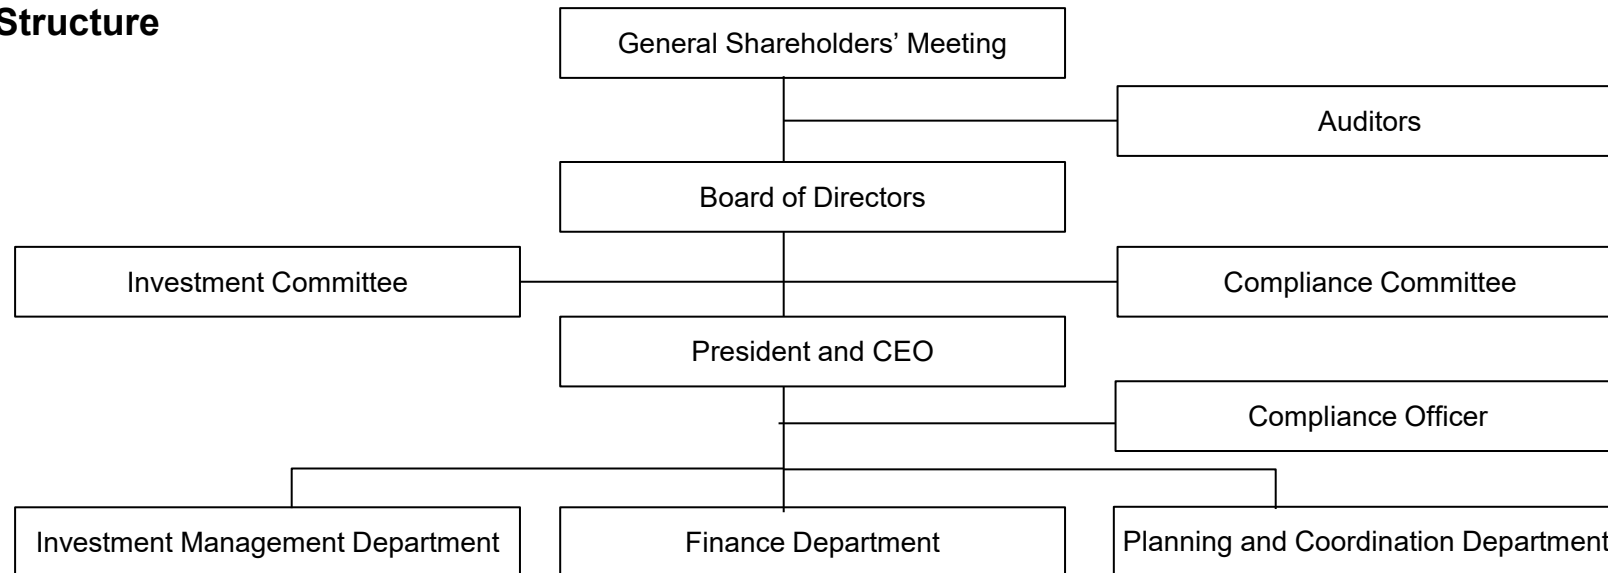 Structure
General Shareholders’ Meeting
Auditors
Board of Directors
Investment Committee
Compliance Committee
President and CEO
Compliance Officer
Investment Management Department
Finance Department
Planning and Coordination Department